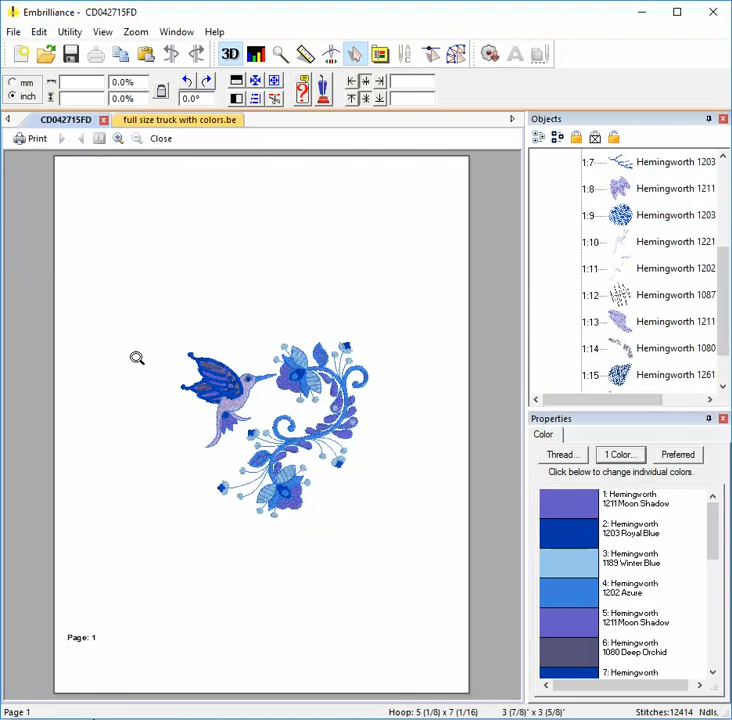 Embrilliance - CD042715FD
File Edit Utility View Zoom Import Window Help
3D
mm
inch
0.0%
0.0%
0.0°
CD042715FD
full size truck with colors.be
Print
Close
Page: 1
Objects
1:7 Hemingworth 1203
1:8 Hemingworth 1211
1:9 Hemingworth 1203
1:10 Hemingworth 1221
1:11 Hemingworth 1202
1:12 Hemingworth 1087
1:13 Hemingworth 1211
1:14 Hemingworth 1080
1:15 Hemingworth 1261
Properties
Color
Thread...
1 Color...
Preferred
Click below to change individual colors.
1: Hemingworth
1211 Moon Shadow
2: Hemingworth
1203 Royal Blue
3: Hemingworth
1189 Winter Blue
4: Hemingworth
1202 Azure
5: Hemingworth
1211 Moon Shadow
6: Hemingworth
1080 Deep Orchid
7: Hemingworth
Page 1
Hoop: 5 (1/8) x 7 (1/16)
3 (7/8)" x 3 (5/8)"
Stitches:12414
Ndls,